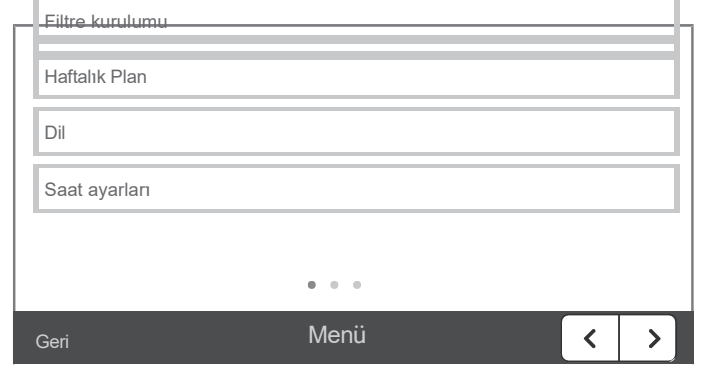 Filtre kurulumu
Haftalık Plan
Dil
Saat ayarları
Geri
Menü